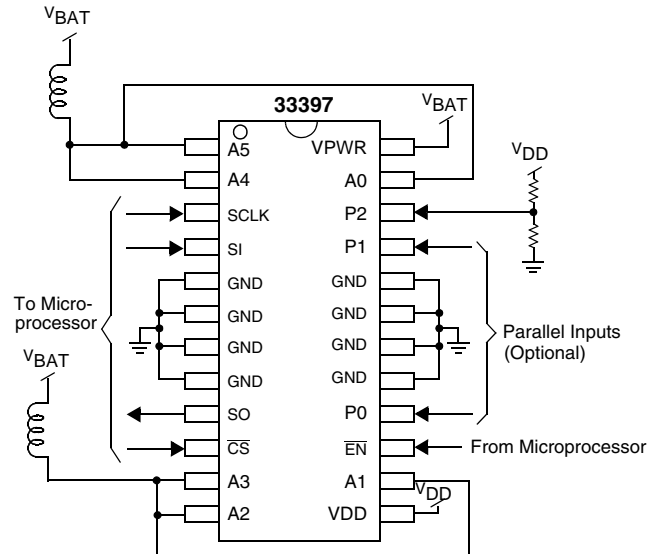 VBAT
33397
VBAT
A5 VPWR
A4 A0
VDD
SCLK P2
SI P1
GND GND
GND GND
To Micro-
processor
GND GND
Parallel Inputs
(Optional)
GND GND
VBAT
SO P0
CS EN From Microprocessor
A3 A1
VDD
A2 VDD